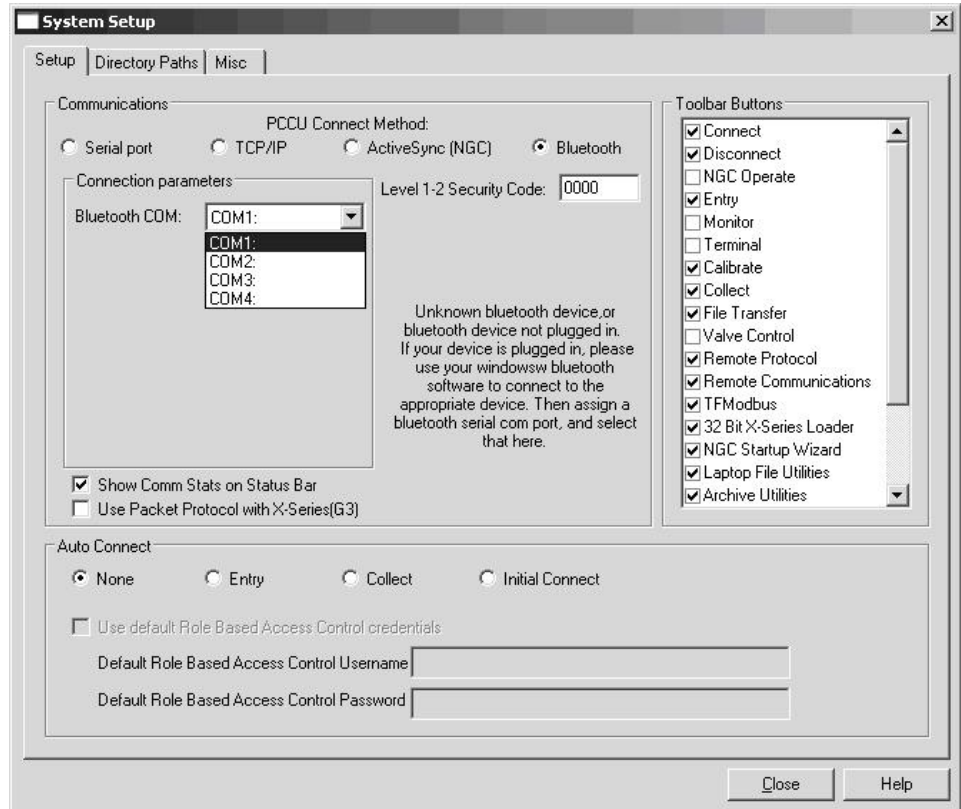 System Setup
Setup
Directory Paths
Misc
Communications
PCCU Connect Method:
Serial port
TCP/IP
ActiveSync (NGC)
Bluetooth
Connection parameters
Level 1-2 Security Code:
0000
Bluetooth COM:
COM1:
COM1:
COM2:
COM3:
COM4:
Unknown bluetooth device,or
bluetooth device not plugged in.
If your device is plugged in, please
use your windowsw bluetooth
software to connect to the
appropriate device. Then assign a
bluetooth serial com port, and select
that here.
Show Comm Stats on Status Bar
Use Packet Protocol with X-Series(G3)
Toolbar Buttons
Connect
Disconnect
NGC Operate
Entry
Monitor
Terminal
Calibrate
Collect
File Transfer
Valve Control
Remote Protocol
Remote Communications
TFModbus
32 Bit X-Series Loader
NGC Startup Wizard
Laptop File Utilities
Archive Utilities
Auto Connect
None
Entry
Collect
Initial Connect
Use default Role Based Access Control credentials
Default Role Based Access Control Username
Default Role Based Access Control Password
Close
Help